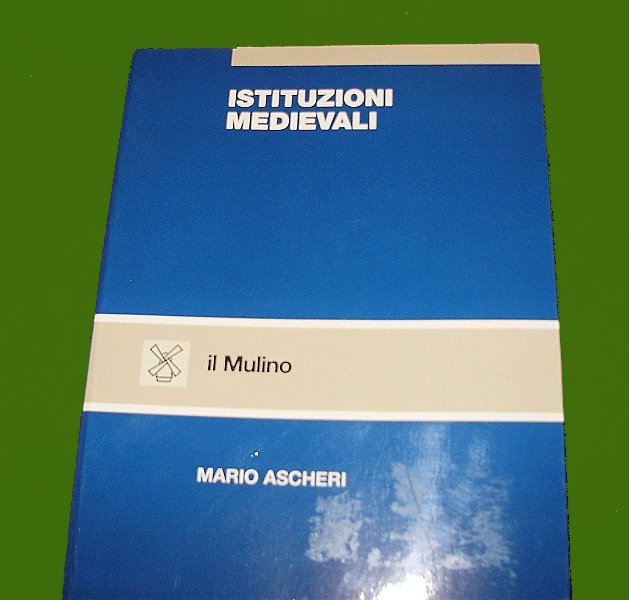 ISTITUZIONI
MEDIEVALI
il Mulino
MARIO ASCHERI